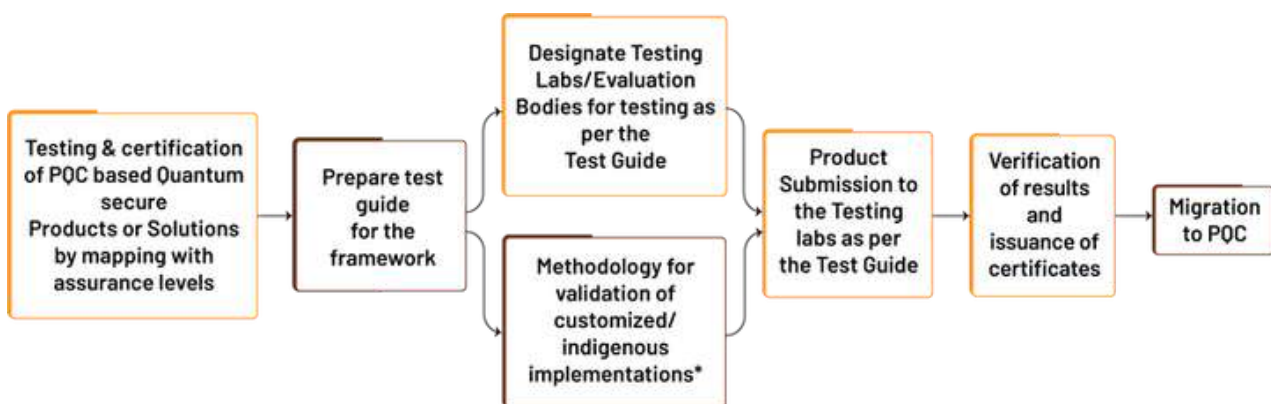 Testing & certification
of PQC based Quantum
secure
Products or Solutions
by mapping with
assurance levels
Prepare test
guide
for the
framework
Designate Testing
Labs/Evaluation
Bodies for testing as
per the
Test Guide
Methodology for
validation of
customized/
indigenous
implementations*
Product
Submission to
the Testing
labs as per
the Test Guide
Verification
of results
and
issuance of
certificates
Migration
to PQC